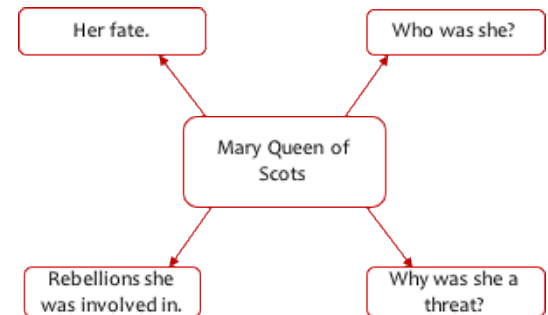 Her fate.
Who was she?
Mary Queen of
Scots
Rebellions she
was involved in.
Why was she a
threat?